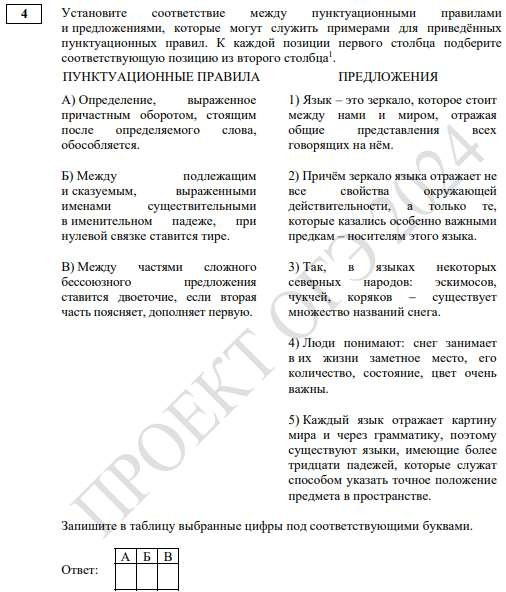 4
Установите соответствие между пунктуационными правилами
и предложениями, которые могут служить примерами для приведённых
пунктуационных правил. К каждой позиции первого столбца подберите
соответствующую позицию из второго столбца¹.
ПУНКТУАЦИОННЫЕ ПРАВИЛА
А) Определение, выраженное
причастным оборотом, стоящим
после определяемого слова,
обособляется.
Б) Между подлежащим
и сказуемым, выраженными
именами существительными
в именительном падеже, при
нулевой связке ставится тире.
В) Между частями сложного
бессоюзного предложения
ставится двоеточие, если вторая
часть поясняет, дополняет первую.
ПРЕДЛОЖЕНИЯ
1) Язык – это зеркало, которое стоит
между нами и миром, отражая
общие представления всех
говорящих на нём.
2) Причём зеркало языка отражает не
все свойства окружающей
действительности, а только те,
которые казались особенно важными
предкам – носителям этого языка.
3) Так, в языках некоторых
северных народов: эскимосов,
чукчей, коряков – существует
множество названий снега.
4) Люди понимают: снег занимает
в их жизни заметное место, его
количество, состояние, цвет очень
важны.
5) Каждый язык отражает картину
мира и через грамматику, поэтому
существуют языки, имеющие более
тридцати падежей, которые служат
способом указать точное положение
предмета в пространстве.
Запишите в таблицу выбранные цифры под соответствующими буквами.
Ответ:
А Б В
ПРОЕКТ ОГЭ 2024